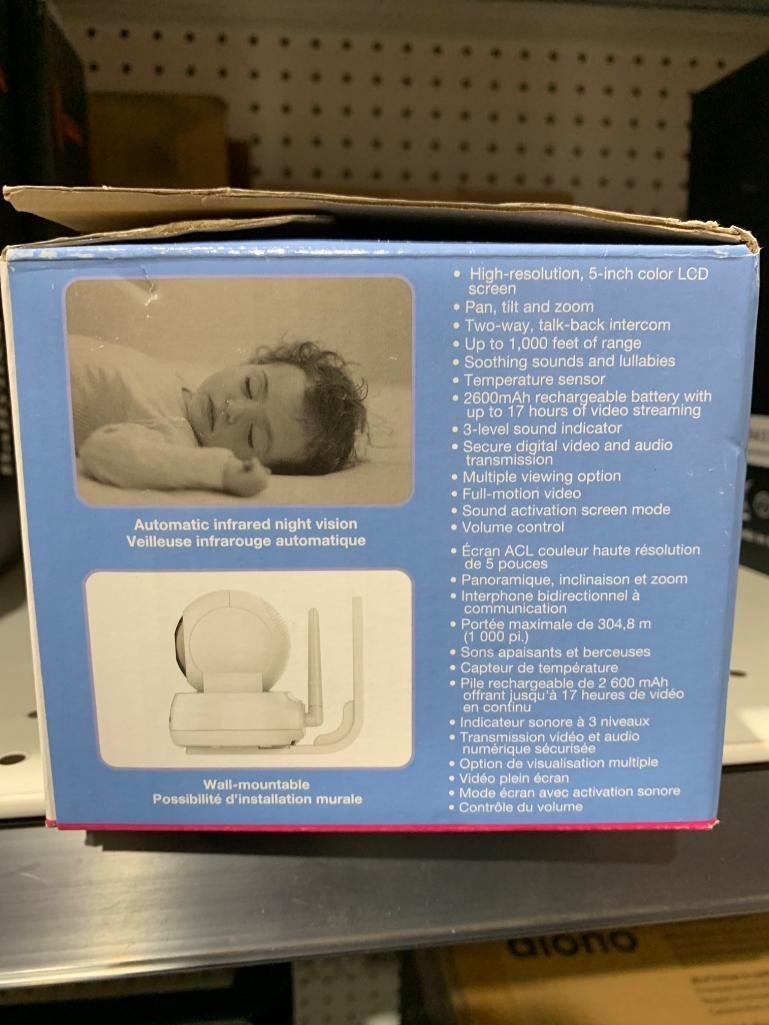 Automatic infrared night vision
Veilleuse infrarouge automatique
Wall-mountable
Possibilité d'installation murale
• High-resolution, 5-inch color LCD
screen
• Pan, tilt and zoom
• Two-way, talk-back intercom
• Up to 1,000 feet of range
• Soothing sounds and lullabies
• Temperature sensor
• 2600mAh rechargeable battery with
up to 17 hours of video streaming
• 3-level sound indicator
• Secure digital video and audio
transmission
• Multiple viewing option
• Full-motion video
• Sound activation screen mode
• Volume control
• Écran ACL couleur haute résolution
de 5 pouces
• Panoramique, inclinaison et zoom
• Interphone bidirectionnel à
communication
• Portée maximale de 304,8 m
(1 000 pi.)
• Sons apaisants et berceuses
• Capteur de température
• Pile rechargeable de 2 600 mAh
offrant jusqu'à 17 heures de vidéo
en continu
• Indicateur sonore à 3 niveaux
• Transmission vidéo et audio
numérique sécurisée
• Option de visualisation multiple
• Vidéo plein écran
• Mode écran avec activation sonore
• Contrôle du volume